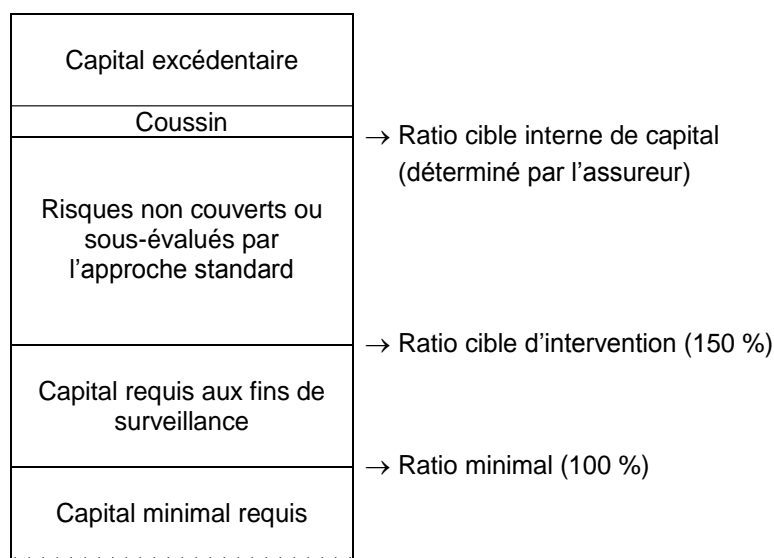 Capital excédentaire
Coussin
→ Ratio cible interne de capital
(déterminé par l’assureur)
Risques non couverts ou
sous-évalués par
l’approche standard
→ Ratio cible d’intervention (150 %)
Capital requis aux fins de
surveillance
→ Ratio minimal (100 %)
Capital minimal requis